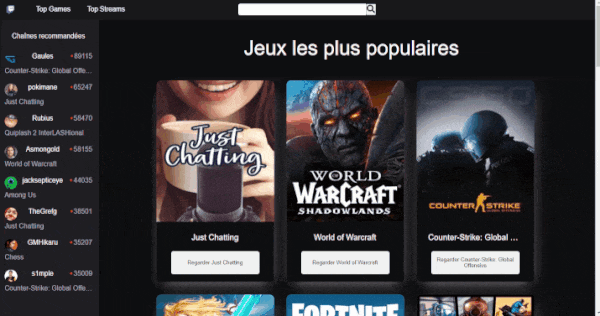 Top Games Top Streams
Chaînes recommandées
Jeux les plus populaires
Gaules 89115
Counter-Strike: Global Offe...
pokimane 65247
Just Chatting
Rubius 58470
Quiplash 2 InterLASHional
Asmongold 58155
World of Warcraft
jacksepticeye 44035
Among Us
TheGrefg 38501
Just Chatting
GMHikaru 35297
Chess
s1mple 35009
Counter-Strike: Global Offe...
Just
Chatting
WORLD
OF
WARCRAFT
SHADOWLANDS
COUNTER STRIKE
GLOBAL OFFENSIVE
Just Chatting
World of Warcraft
Counter-Strike: Global ...
Regarder Just Chatting
Regarder World of Warcraft
Regarder Counter-Strike: Global
Offensive
FORTNITE